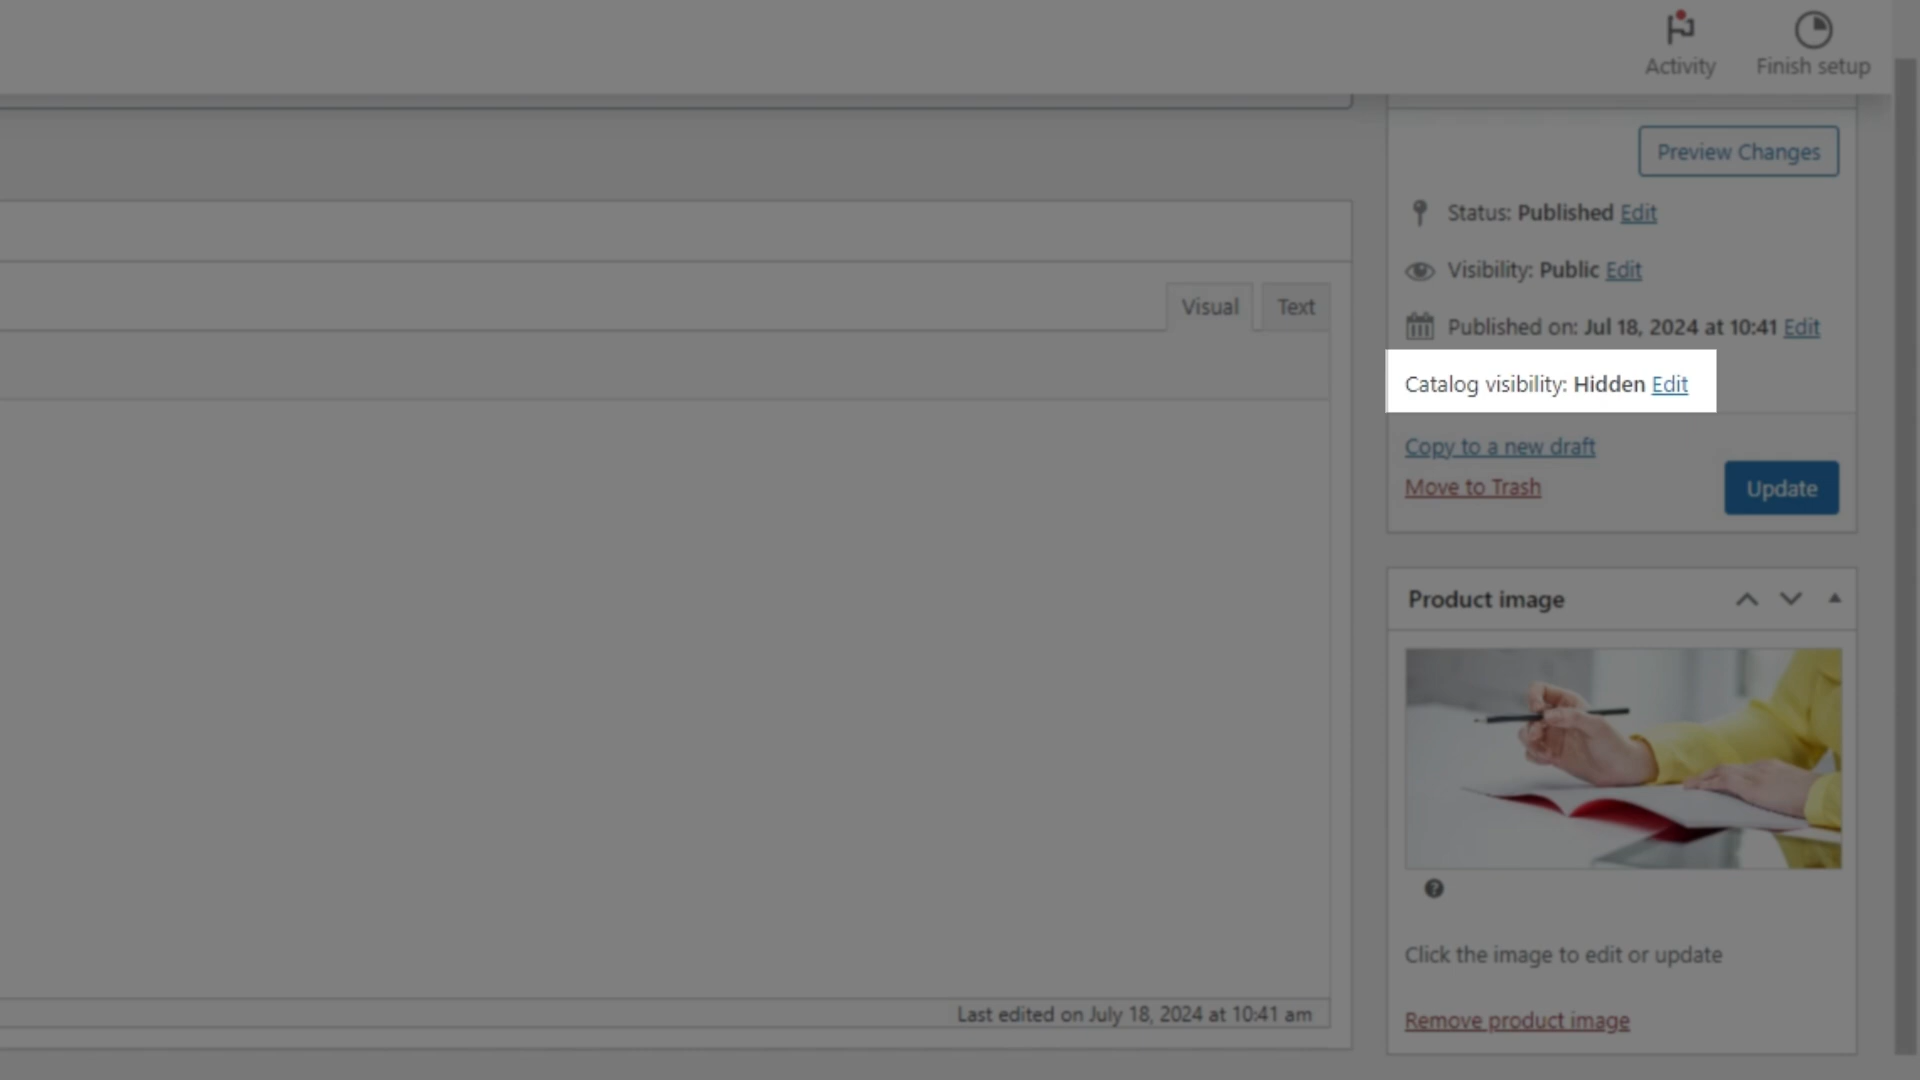 Activity
Finish setup
Preview Changes
Status: Published Edit
Visibility: Public Edit
Visual
Text
Published on: Jul 18, 2024 at 10:41 Edit
Catalog visibility: Hidden Edit
Copy to a new draft
Move to Trash
Update
Product image
Click the image to edit or update
Last edited on July 18, 2024 at 10:41 am
Remove product image